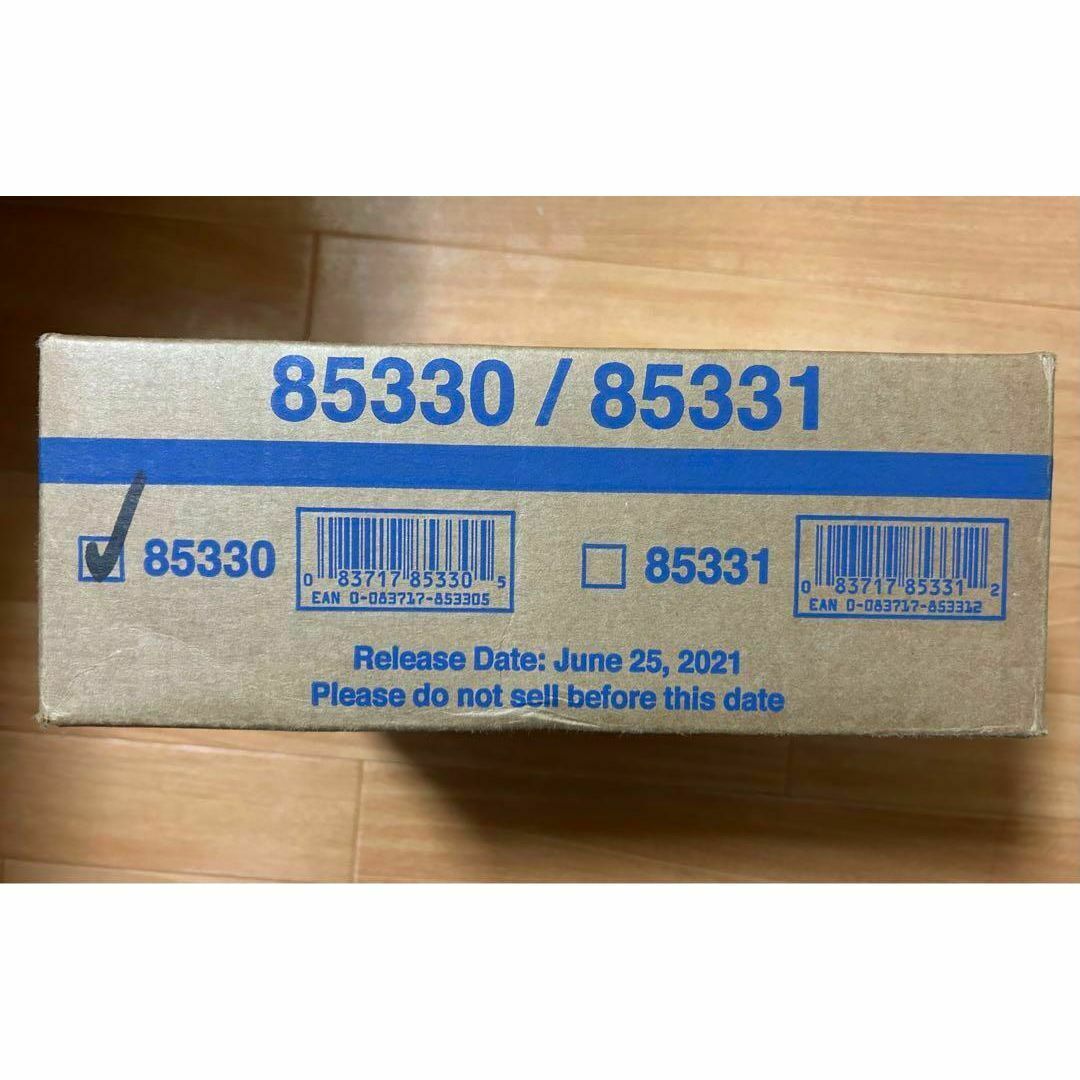 85330 / 85331
85330
0 83717 85330 5
EAN 0-083717-853305
85331
0 83717 85331 2
EAN 0-083717-853312
Release Date: June 25, 2021
Please do not sell before this date